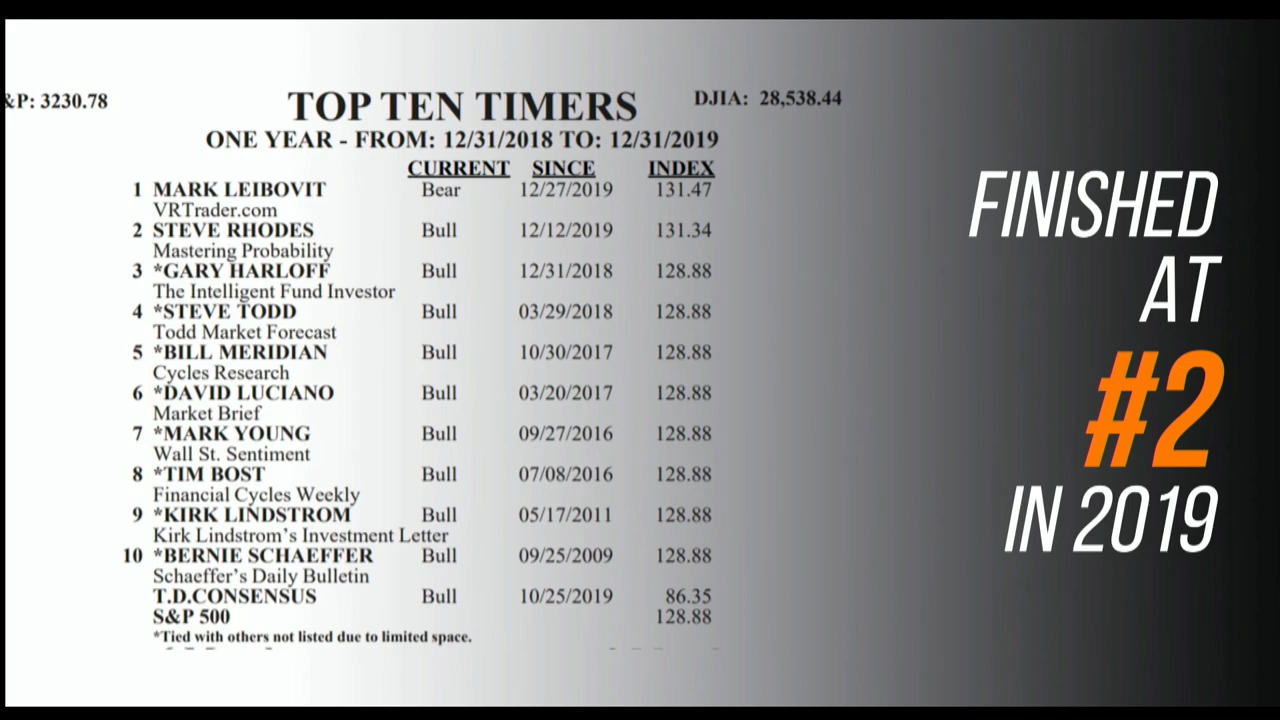 &P: 3230.78
TOP TEN TIMERS
DJIA: 28,538.44
ONE YEAR - FROM: 12/31/2018 TO: 12/31/2019
CURRENT SINCE INDEX
1 MARK LEIBOVIT Bear 12/27/2019 131.47
VRTrader.com
2 STEVE RHODES Bull 12/12/2019 131.34
Mastering Probability
3 *GARY HARLOFF Bull 12/31/2018 128.88
The Intelligent Fund Investor
4 *STEVE TODD Bull 03/29/2018 128.88
Todd Market Forecast
5 *BILL MERIDIAN Bull 10/30/2017 128.88
Cycles Research
6 *DAVID LUCIANO Bull 03/20/2017 128.88
Market Brief
7 *MARK YOUNG Bull 09/27/2016 128.88
Wall St. Sentiment
8 *TIM BOST Bull 07/08/2016 128.88
Financial Cycles Weekly
9 *KIRK LINDSTROM Bull 05/17/2011 128.88
Kirk Lindstrom's Investment Letter
10 *BERNIE SCHAEFFER Bull 09/25/2009 128.88
Schaeffer's Daily Bulletin
T.D.CONSENSUS Bull 10/25/2019 86.35
S&P 500 128.88
*Tied with others not listed due to limited space.
FINISHED
AT
#2
IN 2019